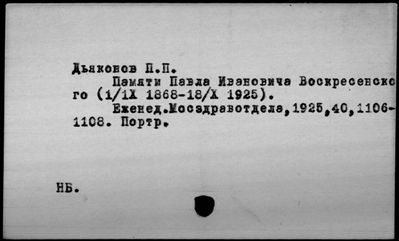 Дьяконов П.П.
Памяти Павла Ивановича Воскресенско
го (1/IX 1868-18/X 1925).
Еженед.Мосздравотдела,1925,40,1106-
1108. Портр.
НБ.